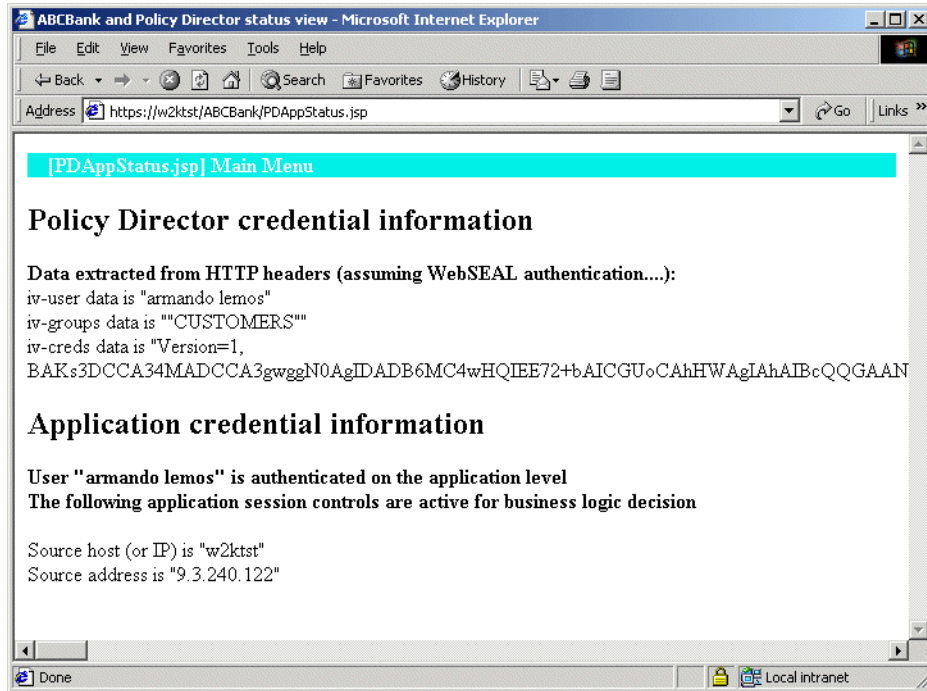 ABCBank and Policy Director status view - Microsoft Internet Explorer
File Edit View Favorites Tools Help
Back Search Favorites History
Address https://w2ktst/ABCBank/PDAppStatus.jsp Go Links »
[PDAppStatus.jsp] Main Menu
Policy Director credential information
Data extracted from HTTP headers (assuming WebSEAL authentication....):
iv-user data is "armando lemos"
iv-groups data is ""CUSTOMERS""
iv-creds data is "Version=1,
BAKs3DCCA34MADCCA3gwggN0AgIDADB6MC4wHQIEE72+bAICGUoCAhHWAgIAhAIBcQQGAAN
Application credential information
User "armando lemos" is authenticated on the application level
The following application session controls are active for business logic decision
Source host (or IP) is "w2ktst"
Source address is "9.3.240.122"
Done Local intranet